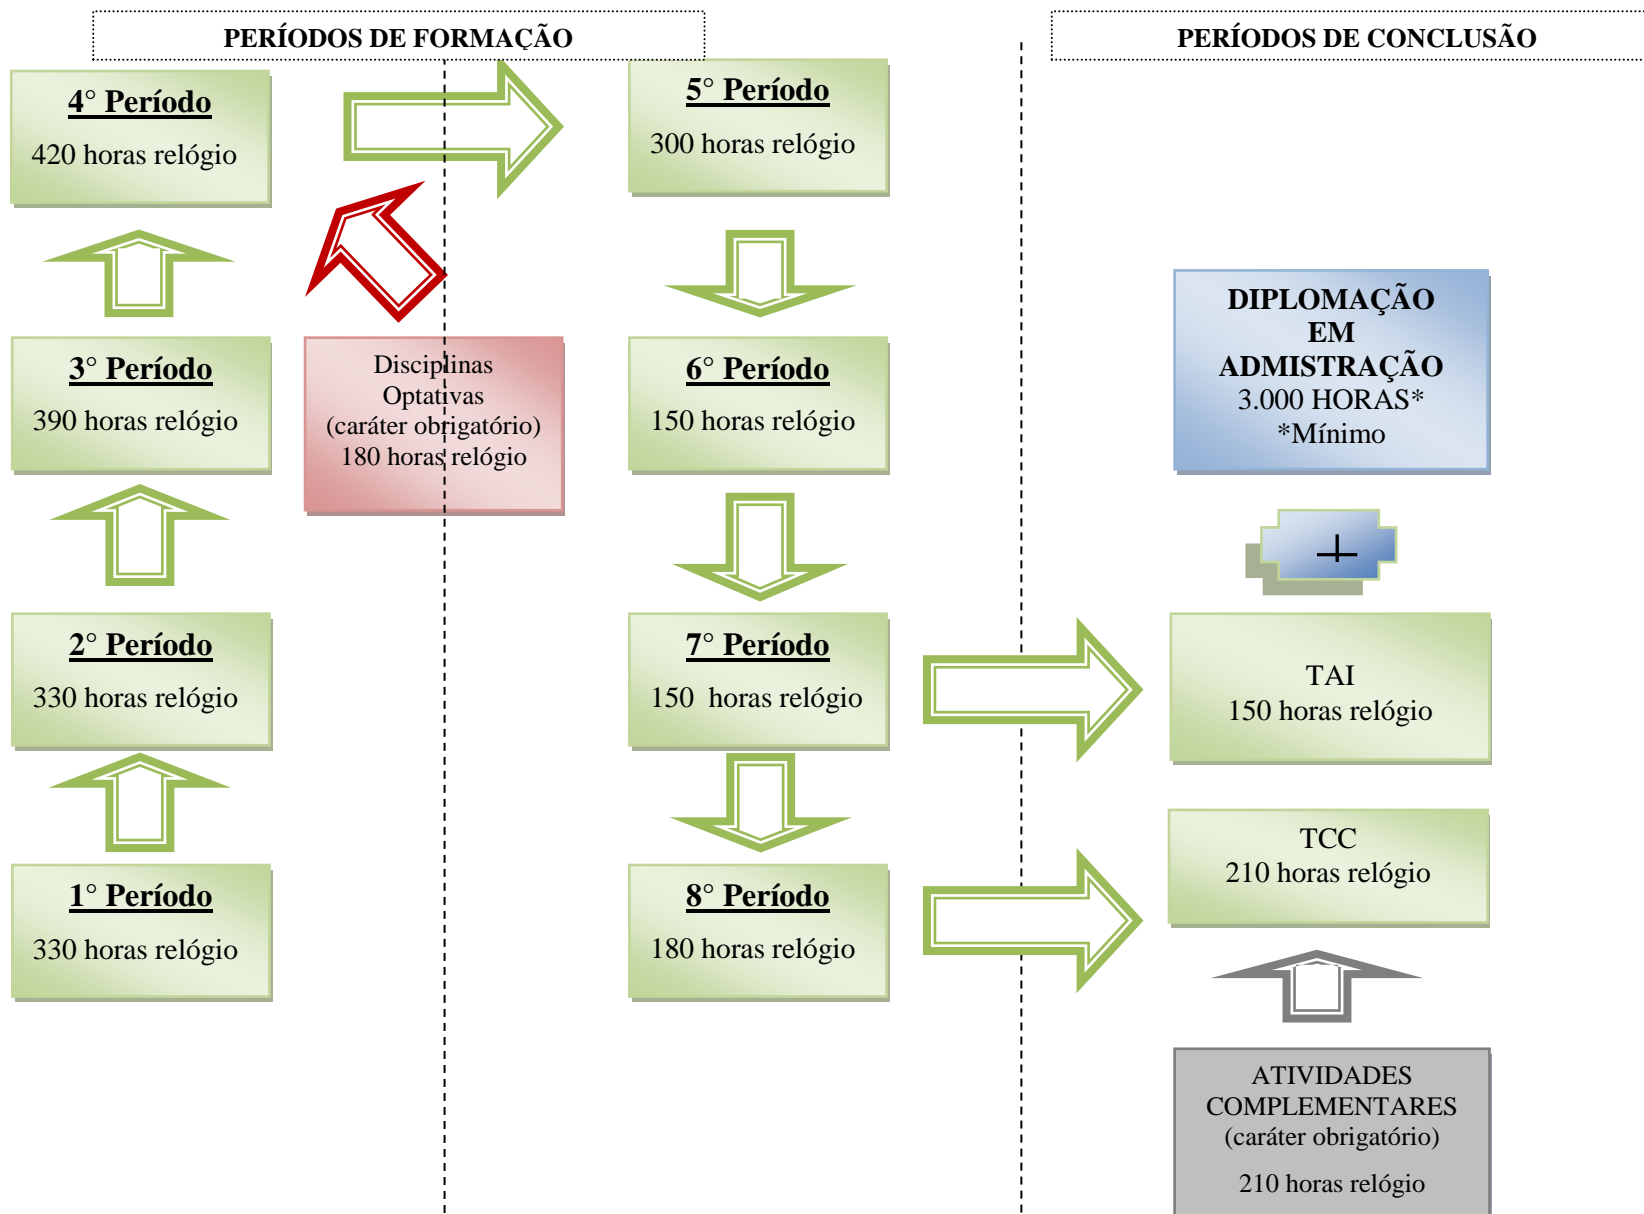 PERÍODOS DE FORMAÇÃO
PERÍODOS DE CONCLUSÃO
4° Período
420 horas relógio
5° Período
300 horas relógio
3° Período
390 horas relógio
Disciplinas
Optativas
(caráter obrigatório)
180 horas relógio
6° Período
150 horas relógio
DIPLOMAÇÃO
EM
ADMISTRAÇÃO
3.000 HORAS*
*Mínimo
+
2° Período
330 horas relógio
7° Período
150 horas relógio
TAI
150 horas relógio
TCC
210 horas relógio
1° Período
330 horas relógio
8° Período
180 horas relógio
ATIVIDADES
COMPLEMENTARES
(caráter obrigatório)
210 horas relógio